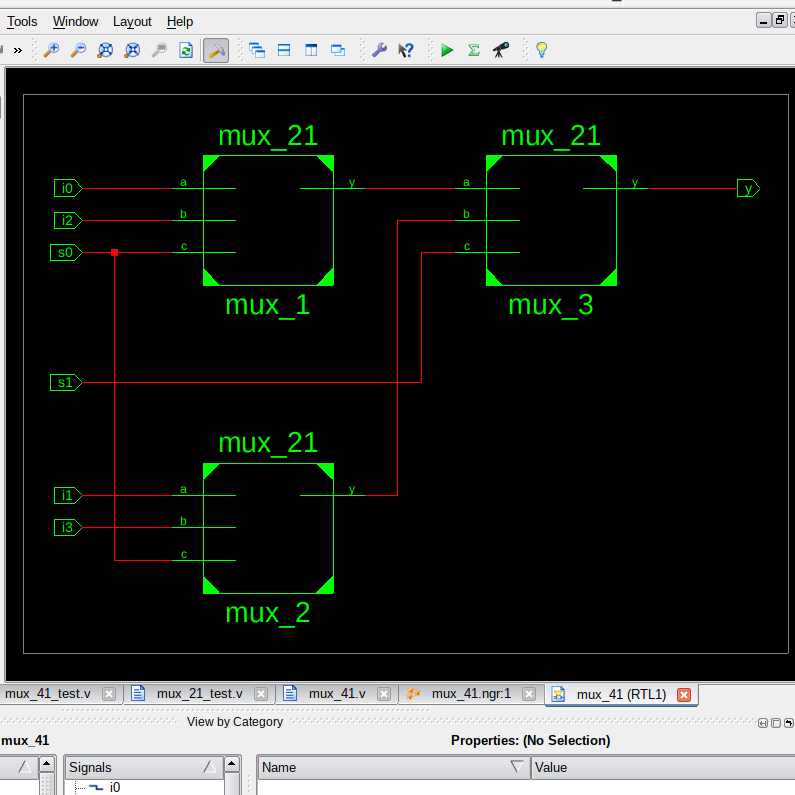 Tools Window Layout Help
»
mux_21 mux_21
i0 a y a y y
i2 b b
s0 c c
mux_1 mux_3
s1
mux_21
i1 a y
i3 b
c
mux_2
mux_41_test.v mux_21_test.v mux_41.v mux_41.ngr:1 mux_41 (RTL1)
View by Category
mux_41 Properties: (No Selection)
Signals Name Value
i0